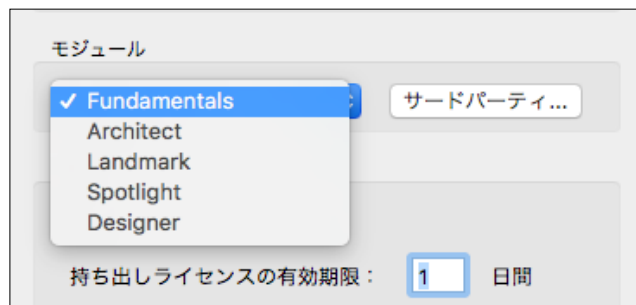 モジュール
✓ Fundamentals
サードパーティ...
Architect
Landmark
Spotlight
Designer
持ち出しライセンスの有効期限： 1 日間